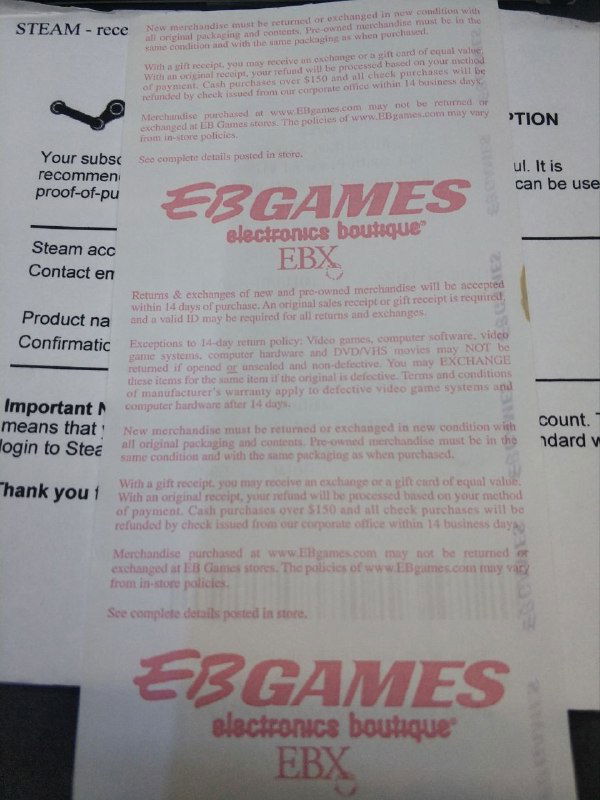 STEAM - rece
PTION
Your subsc
ul. It is
recommen
can be use
proof-of-pu
Steam acc
Contact em
Product na
Confirmatic
Important N
means that
count.
login to Stea
ndard w
Thank you f
New merchandise must be returned or exchanged in new condition with
all original packaging and contents. Pre-owned merchandise must be in the
same condition and with the same packaging as when purchased.
With a gift receipt, you may receive an exchange or a gift card of equal value.
With an original receipt, your refund will be processed based on your method
of payment. Cash purchases over $150 and all check purchases will be
refunded by check issued from our corporate office within 14 business days.
Merchandise purchased at www.EBgames.com may not be returned or
exchanged at EB Games stores. The policies of www.EBgames.com may vary
from in-store policies.
See complete details posted in store.
EBGAMES
electronics boutique®
EBX
Returns & exchanges of new and pre-owned merchandise will be accepted
within 14 days of purchase. An original sales receipt or gift receipt is required
and a valid ID may be required for all returns and exchanges.
Exceptions to 14-day return policy: Video games, computer software, video
game systems, computer hardware and DVD/VHS movies may NOT be
returned if opened or unsealed and non-defective. You may EXCHANGE
these items for the same item if the original is defective. Terms and conditions
of manufacturer's warranty apply to defective video game systems and
computer hardware after 14 days.
New merchandise must be returned or exchanged in new condition with
all original packaging and contents. Pre-owned merchandise must be in the
same condition and with the same packaging as when purchased.
With a gift receipt, you may receive an exchange or a gift card of equal value.
With an original receipt, your refund will be processed based on your method
of payment. Cash purchases over $150 and all check purchases will be
refunded by check issued from our corporate office within 14 business days.
Merchandise purchased at www.EBgames.com may not be returned or
exchanged at EB Games stores. The policies of www.EBgames.com may vary
from in-store policies.
See complete details posted in store.
EBGAMES
electronics boutique®
EBX